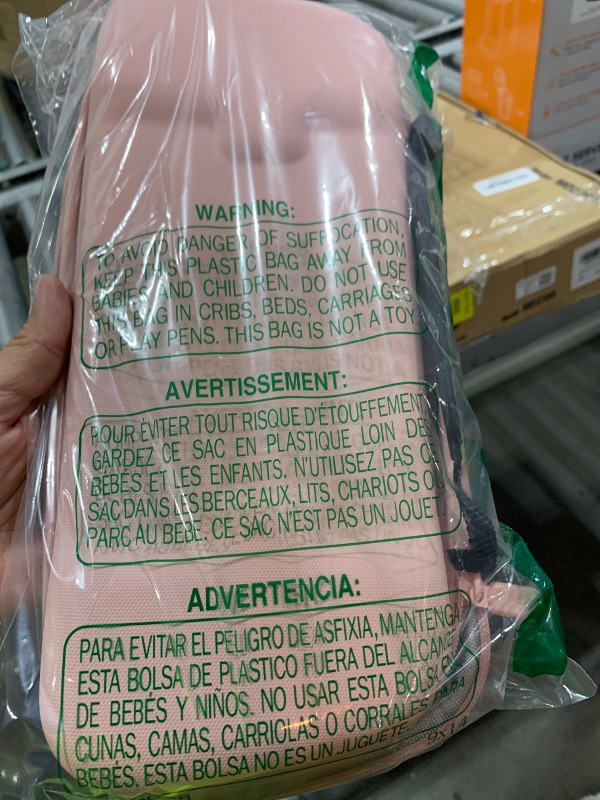 WARNING:
TO AVOID DANGER OF SUFFOCATION,
KEEP THIS PLASTIC BAG AWAY FROM
BABIES AND CHILDREN. DO NOT USE
THIS BAG IN CRIBS, BEDS, CARRIAGES
OR PLAY PENS. THIS BAG IS NOT A TOY
AVERTISSEMENT:
POUR ÉVITER TOUT RISQUE D'ÉTOUFFEMENT
GARDEZ CE SAC EN PLASTIQUE LOIN DES
BÉBÉS ET LES ENFANTS. N'UTILISEZ PAS CE
SAC DANS LES BERCEAUX, LITS, CHARIOTS OU
PARC AU BEBE. CE SAC N'EST PAS UN JOUET.
ADVERTENCIA:
PARA EVITAR EL PELIGRO DE ASFIXIA, MANTENGA
ESTA BOLSA DE PLASTICO FUERA DEL ALCANCE
DE BEBÉS Y NIÑOS. NO USAR ESTA BOLSA EN
CUNAS, CAMAS, CARRIOLAS O CORRALES PARA
BEBÉS. ESTA BOLSA NO ES UN JUGUETE.
9x14